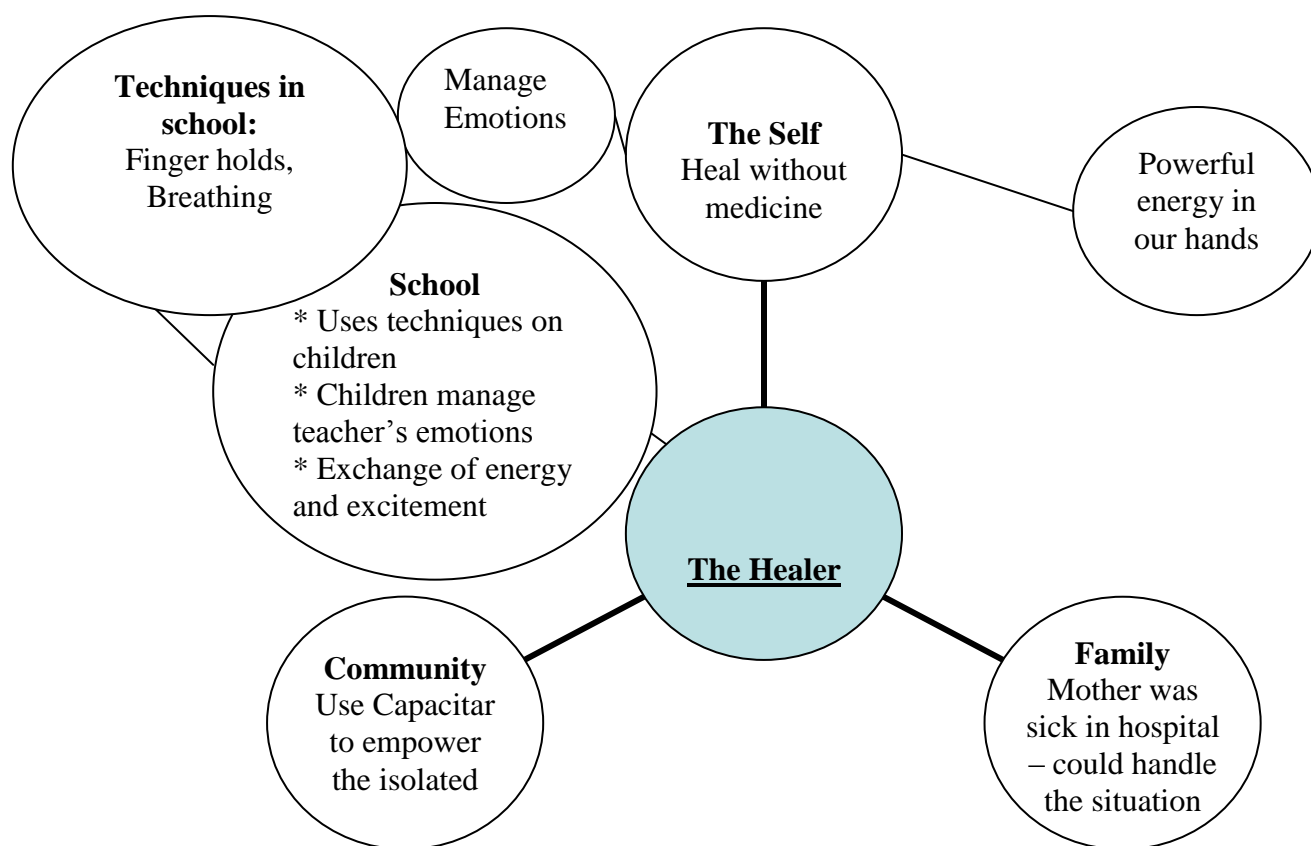 Techniques in
school:
Finger holds,
Breathing
Manage
Emotions
The Self
Heal without
medicine
Powerful
energy in
our hands
School
* Uses techniques on
children
* Children manage
teacher’s emotions
* Exchange of energy
and excitement
The Healer
Community
Use Capacitar
to empower
the isolated
Family
Mother was
sick in hospital
– could handle
the situation